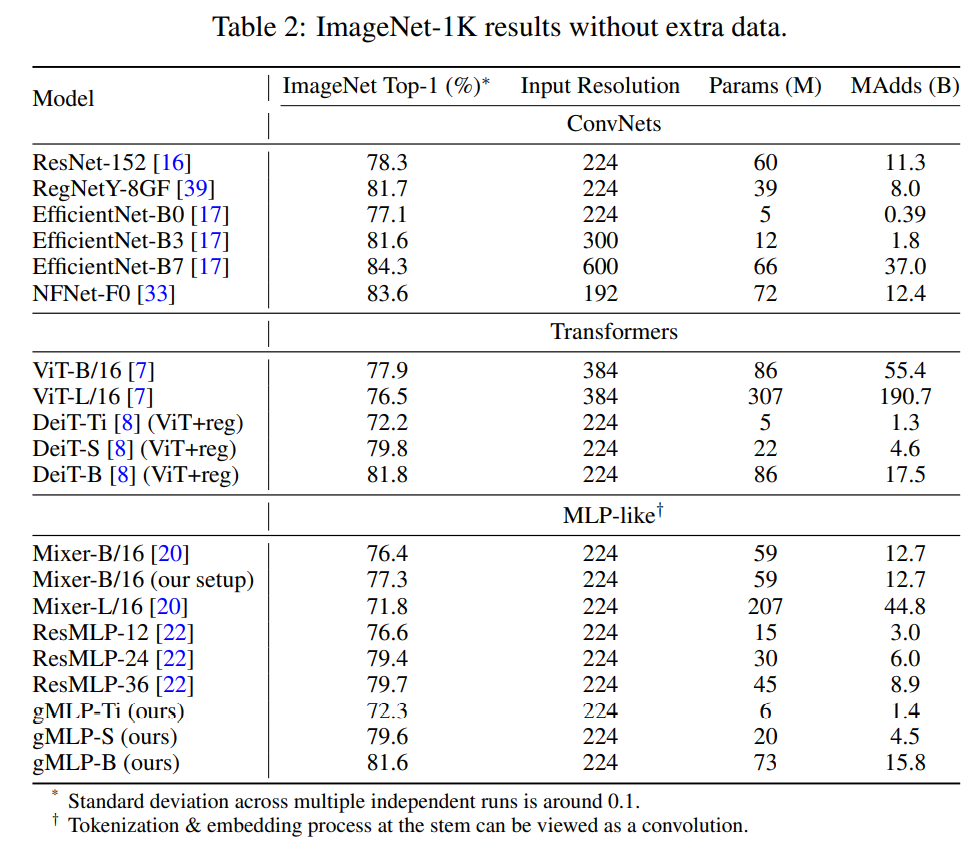 Table 2: ImageNet-1K results without extra data.
Model ImageNet Top-1 (%)* Input Resolution Params (M) MAdds (B)
ConvNets
ResNet-152 [16] 78.3 224 60 11.3
RegNetY-8GF [39] 81.7 224 39 8.0
EfficientNet-B0 [17] 77.1 224 5 0.39
EfficientNet-B3 [17] 81.6 300 12 1.8
EfficientNet-B7 [17] 84.3 600 66 37.0
NFNet-F0 [33] 83.6 192 72 12.4
Transformers
ViT-B/16 [7] 77.9 384 86 55.4
ViT-L/16 [7] 76.5 384 307 190.7
DeiT-Ti [8] (ViT+reg) 72.2 224 5 1.3
DeiT-S [8] (ViT+reg) 79.8 224 22 4.6
DeiT-B [8] (ViT+reg) 81.8 224 86 17.5
MLP-like†
Mixer-B/16 [20] 76.4 224 59 12.7
Mixer-B/16 (our setup) 77.3 224 59 12.7
Mixer-L/16 [20] 71.8 224 207 44.8
ResMLP-12 [22] 76.6 224 15 3.0
ResMLP-24 [22] 79.4 224 30 6.0
ResMLP-36 [22] 79.7 224 45 8.9
gMLP-Ti (ours) 72.3 224 6 1.4
gMLP-S (ours) 79.6 224 20 4.5
gMLP-B (ours) 81.6 224 73 15.8
* Standard deviation across multiple independent runs is around 0.1.
† Tokenization & embedding process at the stem can be viewed as a convolution.